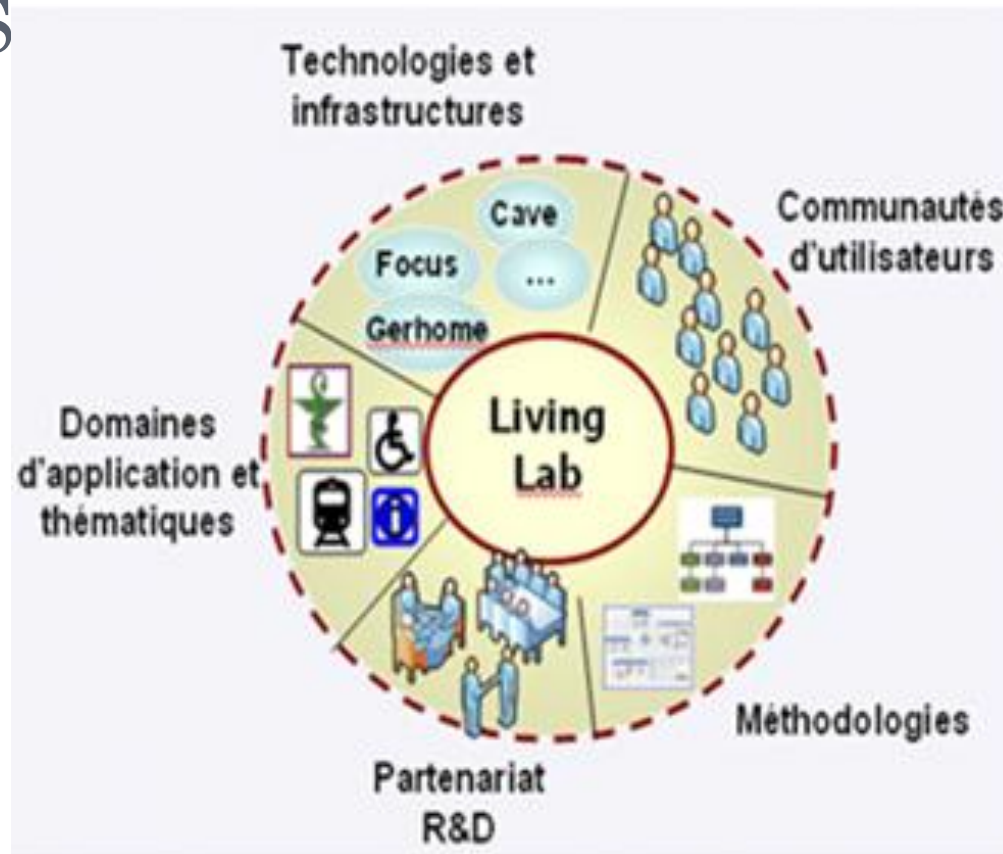 S
Technologies et
infrastructures
Cave
Focus
...
Gerhome
Communautés
d'utilisateurs
Living
Lab
Domaines
d'application et
thématiques
Méthodologies
Partenariat
R&D